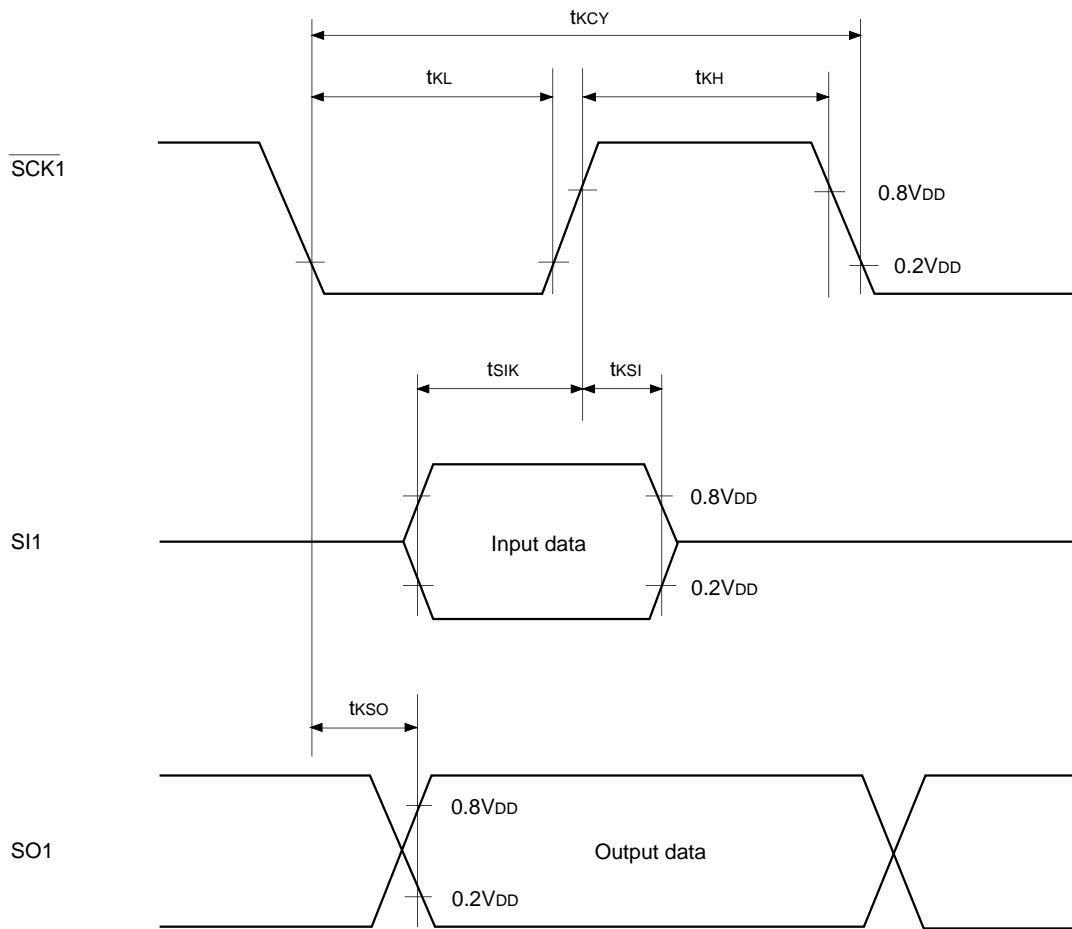 tKCY
tKL
tKH
SCK1
0.8VDD
0.2VDD
tSIK
tKSI
SI1
0.8VDD
Input data
0.2VDD
tKSO
0.8VDD
SO1
Output data
0.2VDD